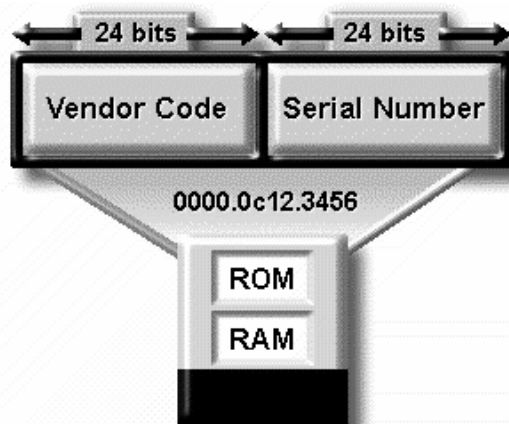 24 bits 24 bits
Vendor Code Serial Number
0000.0c12.3456
ROM
RAM